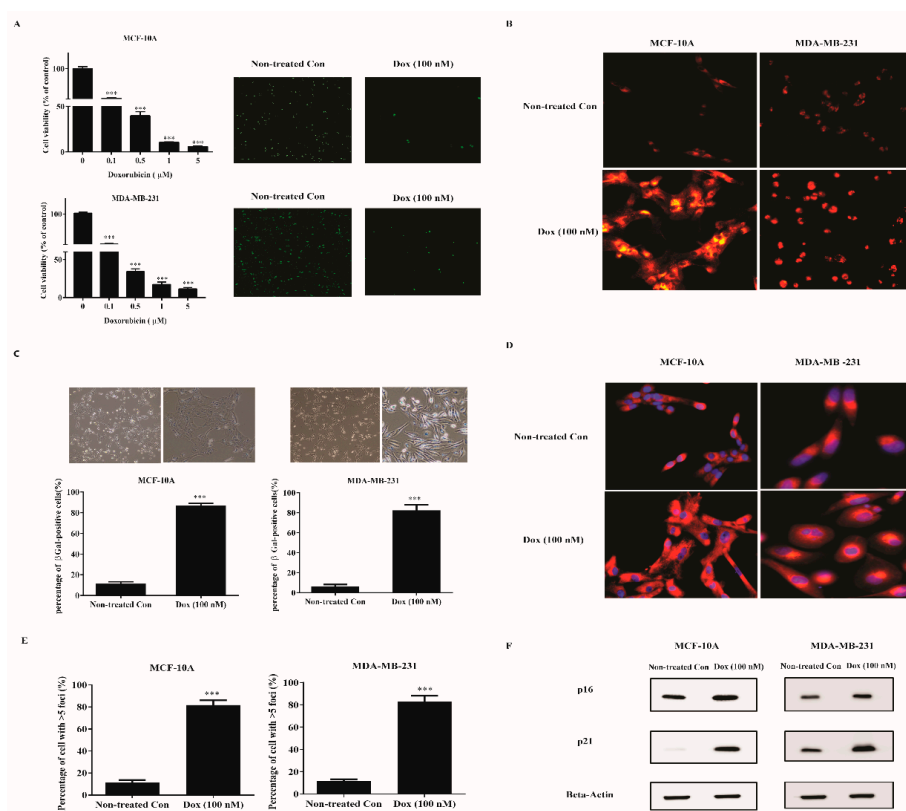 A
MCF-10A
Cell viability (% of control)
100
50
0
***
***
***
***
0 0.1 0.5 1 5
Doxorubicin ( μM)
Non-treated Con Dox (100 nM)
MDA-MB-231
Cell viability (% of control)
100
50
0
***
***
***
***
0 0.1 0.5 1 5
Doxorubicin ( μM)
Non-treated Con Dox (100 nM)
B
MCF-10A MDA-MB-231
Non-treated Con
Dox (100 nM)
C
MCF-10A
percentage of βGal-positive cells(%)
100
80
60
40
20
0
***
Non-treated Con Dox (100 nM)
MDA-MB-231
percentage of β Gal-positive cells(%)
100
80
60
40
20
0
***
Non-treated Con Dox (100 nM)
D
MCF-10A MDA-MB -231
Non-treated Con
Dox (100 nM)
E
MCF-10A
Percentage of cell with >5 foci (%)
100
80
60
40
20
0
***
Non-treated Con Dox (100 nM)
MDA-MB-231
Percentage of cell with >5 foci (%)
100
80
60
40
20
0
***
Non-treated Con Dox (100 nM)
F
MCF-10A MDA-MB-231
Non-treated Con Dox (100 nM) Non-treated Con Dox (100 nM)
p16
p21
Beta-Actin